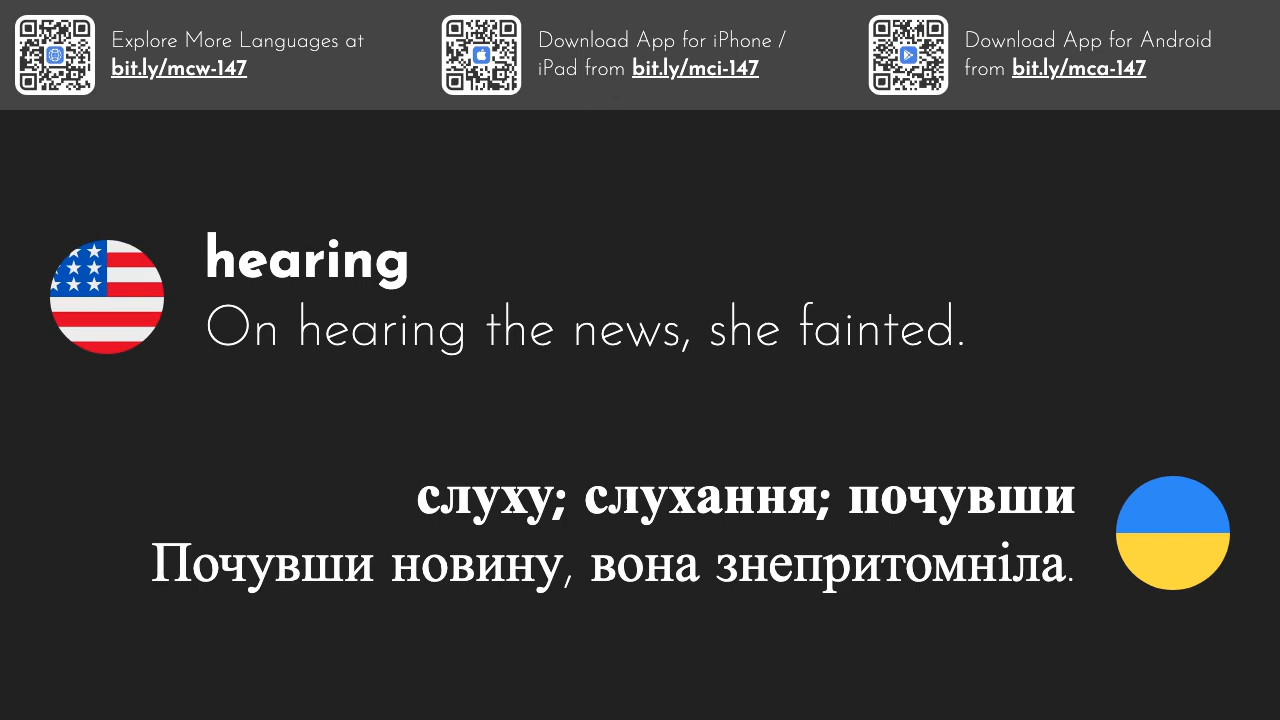 Explore More Languages at
bit.ly/mcw-147
Download App for iPhone /
iPad from bit.ly/mci-147
Download App for Android
from bit.ly/mca-147
hearing
On hearing the news, she fainted.
слуху; слухання; почувши
Почувши новину, вона знепритомніла.